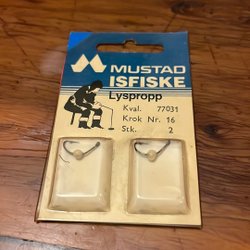 MUSTAD
ISFISKE
Lyspropp
Kval. 77031
Krok Nr. 16
Stk. 2